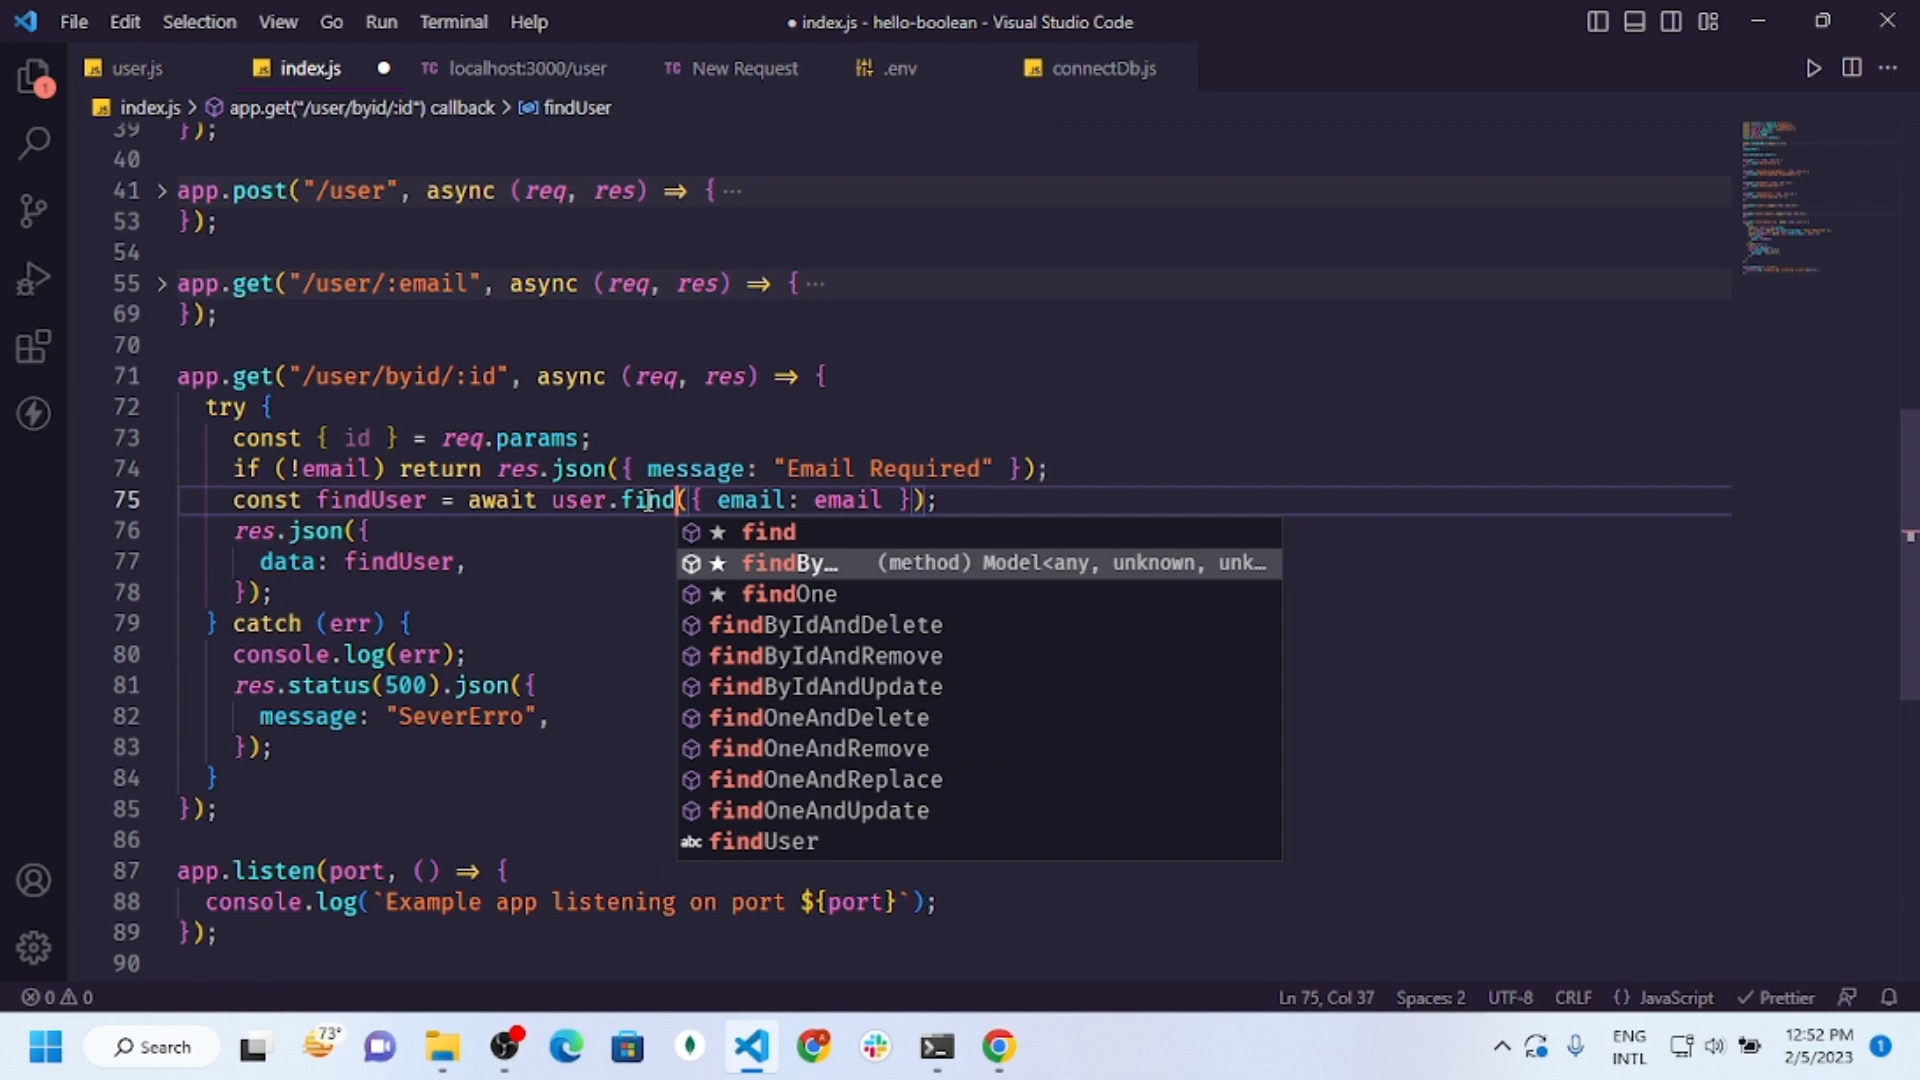 File Edit Selection View Go Run Terminal Help ● index.js - hello-boolean - Visual Studio Code
user.js index.js ● TC localhost:3000/user TC New Request .env connectDb.js
index.js > app.get("/user/byid/:id") callback > findUser
39 });
40
41 > app.post("/user", async (req, res) ⇒ { ···
53 });
54
55 > app.get("/user/:email", async (req, res) ⇒ { ···
69 });
70
71 app.get("/user/byid/:id", async (req, res) ⇒ {
72 try {
73 const { id } = req.params;
74 if (!email) return res.json({ message: "Email Required" });
75 const findUser = await user.find({ email: email });
76 res.json({
77 data: findUser,
78 });
79 } catch (err) {
80 console.log(err);
81 res.status(500).json({
82 message: "SeverErro",
83 });
84 }
85 });
86
87 app.listen(port, () ⇒ {
88 console.log(`Example app listening on port ${port}`);
89 });
90
★ find
★ findBy… (method) Model<any, unknown, unk…
★ findOne
findByIdAndDelete
findByIdAndRemove
findByIdAndUpdate
findOneAndDelete
findOneAndRemove
findOneAndReplace
findOneAndUpdate
abc findUser
1
0 0 Ln 75, Col 37 Spaces: 2 UTF-8 CRLF {} JavaScript ✓ Prettier
Search 73° ENG INTL 12:52 PM 2/5/2023 1